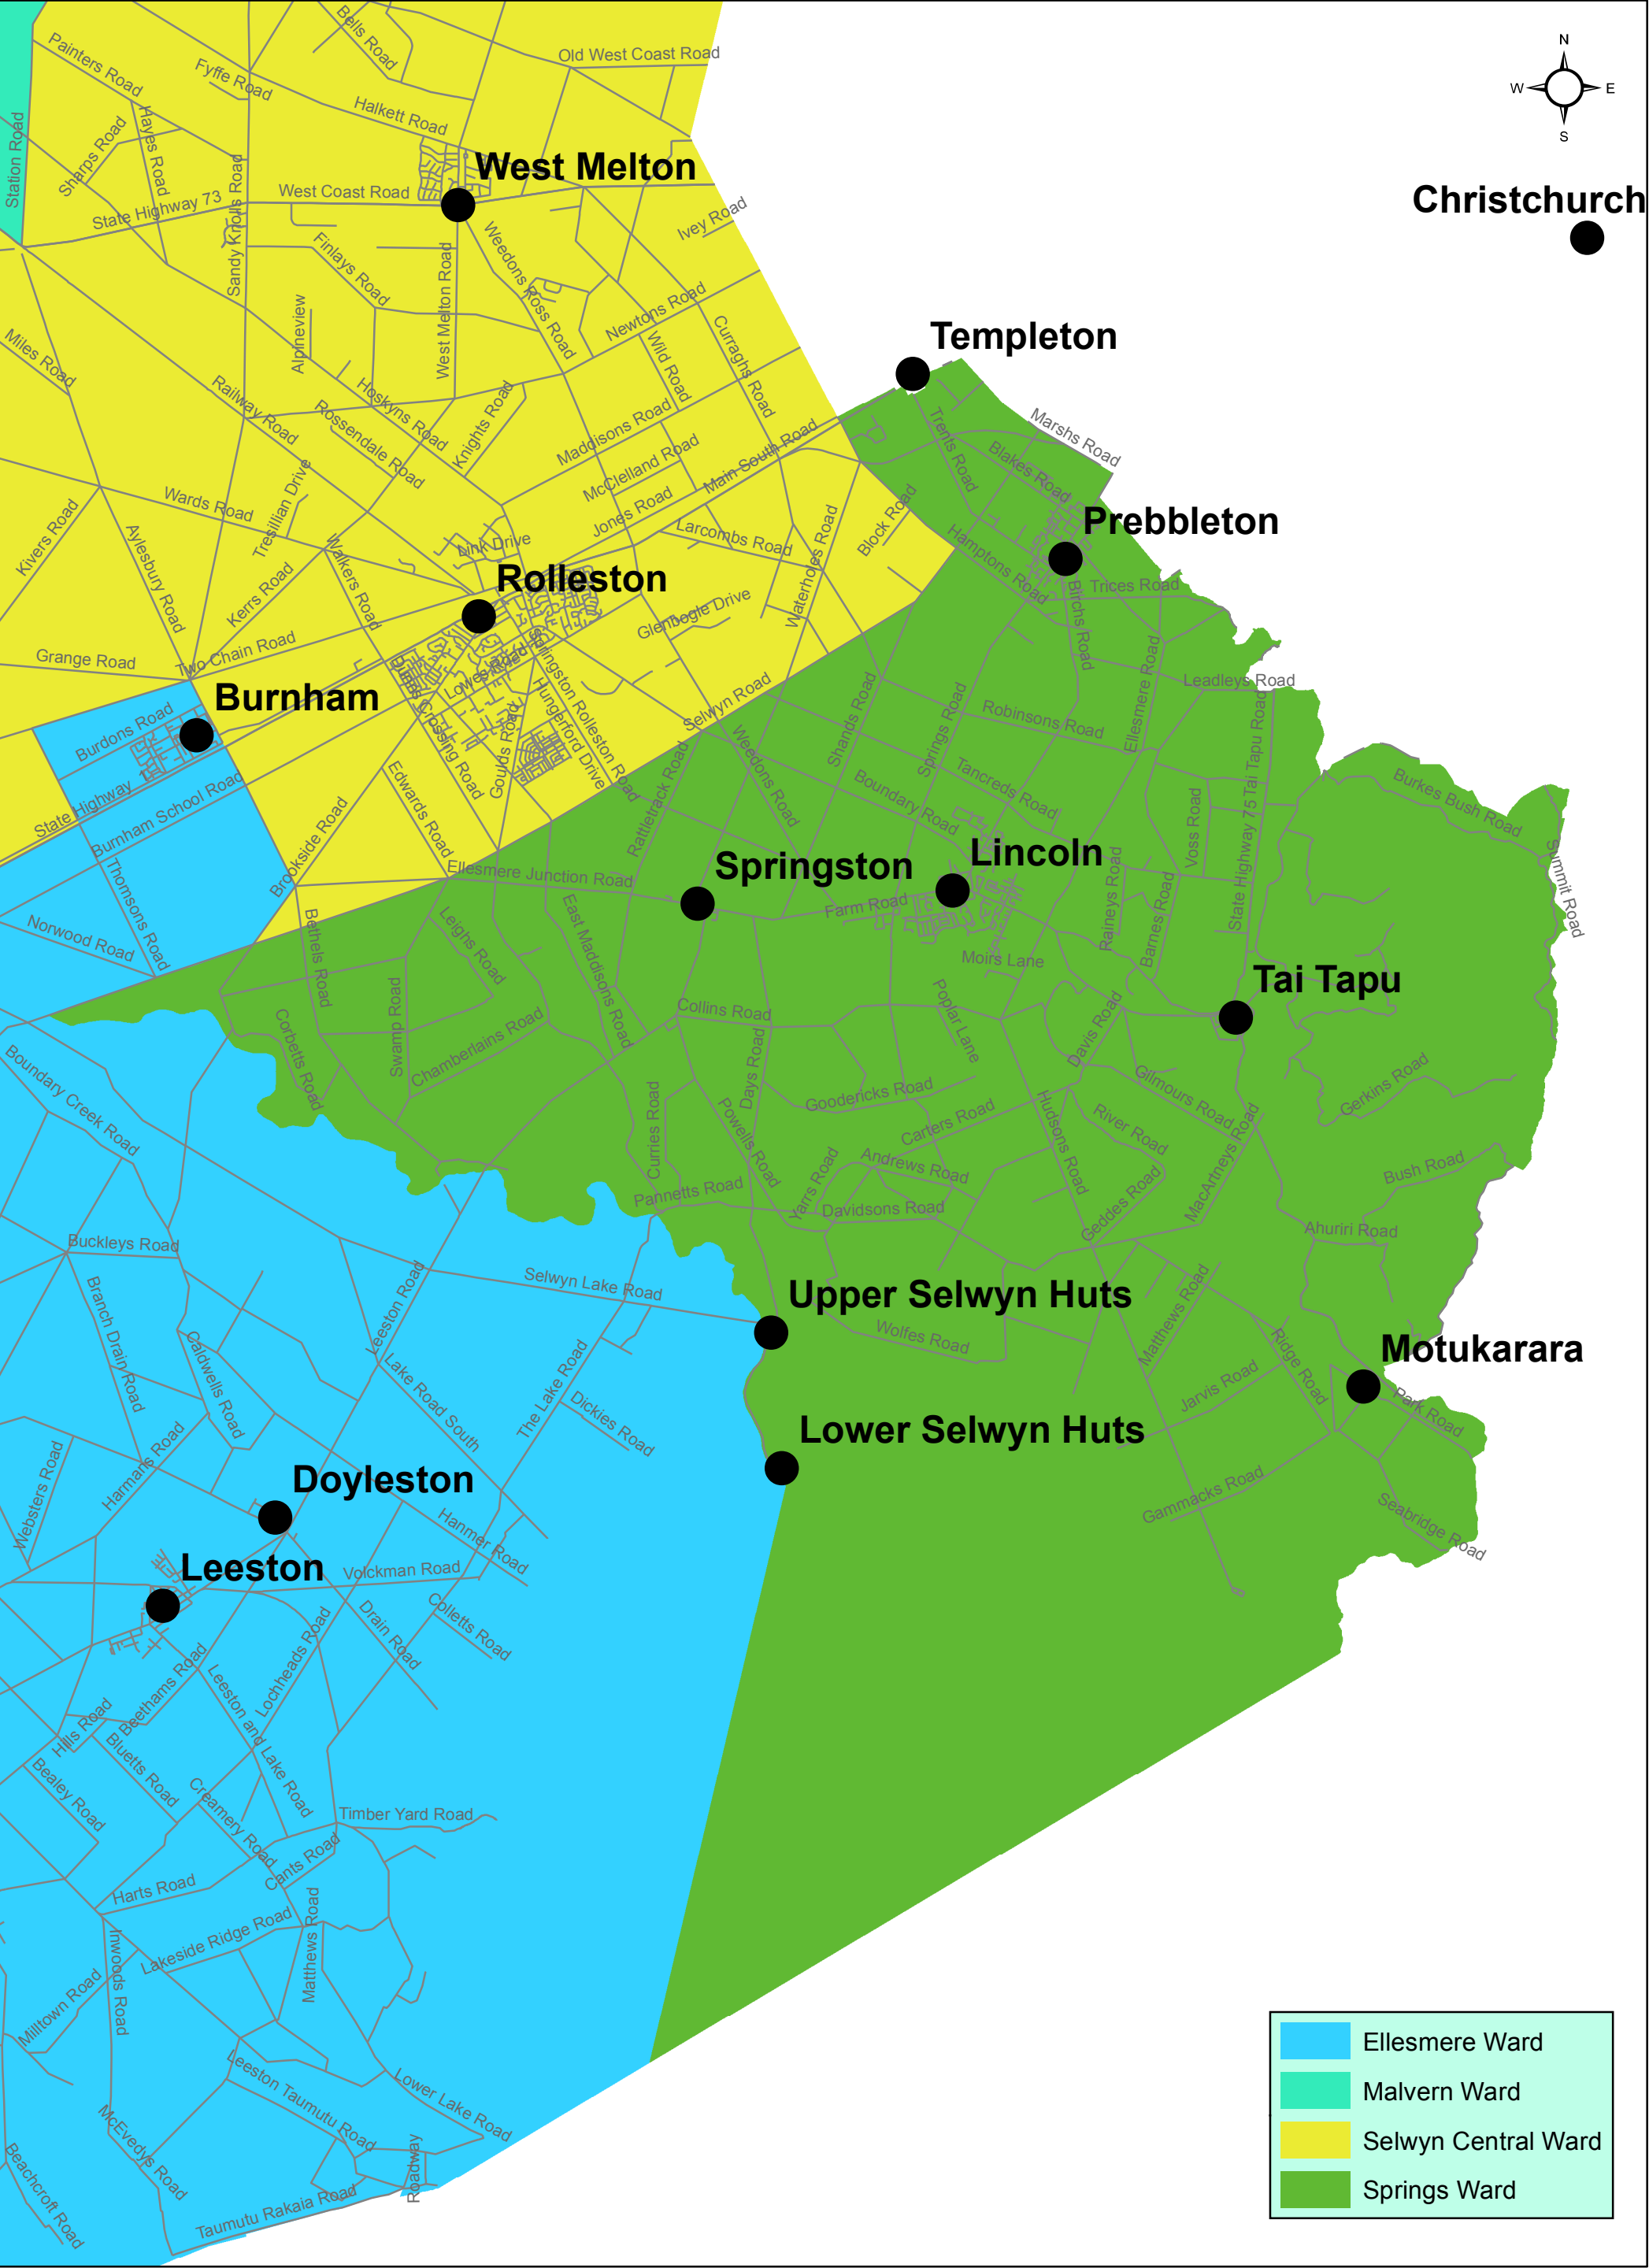 N
W
E
S
Painters Road
Fyffe Road
Bells Road
Old West Coast Road
Halkett Road
Hayes Road
Sharps Road
Station Road
Sandy Knolls Road
State Highway 73
West Coast Road
West Melton
Christchurch
Ivey Road
Finlays Road
Weedons Ross Road
West Melton Road
Alpineview
Newtons Road
Miles Road
Wild Road
Curraghs Road
Templeton
Railway Road
Rossendale Road
Hoskyns Road
Knights Road
Maddisons Road
McClelland Road
Main South Road
Trents Road
Marshs Road
Blakes Road
Wards Road
Tresillian Drive
Jones Road
Kivers Road
Aylesbury Road
Walkers Road
Link Drive
Larcombs Road
Waterholes Road
Block Road
Hamptons Road
Prebbleton
Rolleston
Kerrs Road
Glenbogle Drive
Trices Road
Birchs Road
Grange Road
Two Chain Road
Lowes Road
Springston Rolleston Road
Dunns Crossing Road
Hungerford Drive
Goulds Road
Selwyn Road
Ellesmere Road
Leadleys Road
Burnham
Burdons Road
State Highway 1
Burnham School Road
Shands Road
Springs Road
Robinsons Road
State Highway 75 Tai Tapu Road
Weedons Road
Rattletrack Road
Boundary Road
Tancreds Road
Burkes Bush Road
Edwards Road
Brookside Road
Voss Road
Summit Road
Thomsons Road
Norwood Road
Ellesmere Junction Road
Springston
Lincoln
Farm Road
Raineys Road
Barnes Road
Bethels Road
Leighs Road
East Maddisons Road
Moirs Lane
Tai Tapu
Swamp Road
Corbetts Road
Chamberlains Road
Collins Road
Poplar Lane
Davis Road
Days Road
Boundary Creek Road
Goodericks Road
Gilmours Road
Gerkins Road
Curries Road
Powells Road
Carters Road
Hudsons Road
River Road
MacArtneys Road
Andrews Road
Bush Road
Pannetts Road
Yarrs Road
Davidsons Road
Geddes Road
Ahuriri Road
Buckleys Road
Branch Drain Road
Leeston Road
Selwyn Lake Road
Upper Selwyn Huts
Caldwells Road
Wolfes Road
Matthews Road
Ridge Road
Motukarara
Lake Road South
The Lake Road
Dickies Road
Jarvis Road
Park Road
Lower Selwyn Huts
Websters Road
Harmans Road
Doyleston
Hanmer Road
Gammacks Road
Seabridge Road
Leeston
Volckman Road
Colletts Road
Drain Road
Lochheads Road
Beethams Road
Leeston and Lake Road
Hills Road
Bluetts Road
Bealey Road
Creamery Road
Timber Yard Road
Cants Road
Harts Road
Lakeside Ridge Road
Matthews Road
Inwoods Road
Milltown Road
Leeston Taumutu Road
Lower Lake Road
McEvedys Road
Beachcroft Road
Roadway
Taumutu Rakaia Road
Ellesmere Ward
Malvern Ward
Selwyn Central Ward
Springs Ward